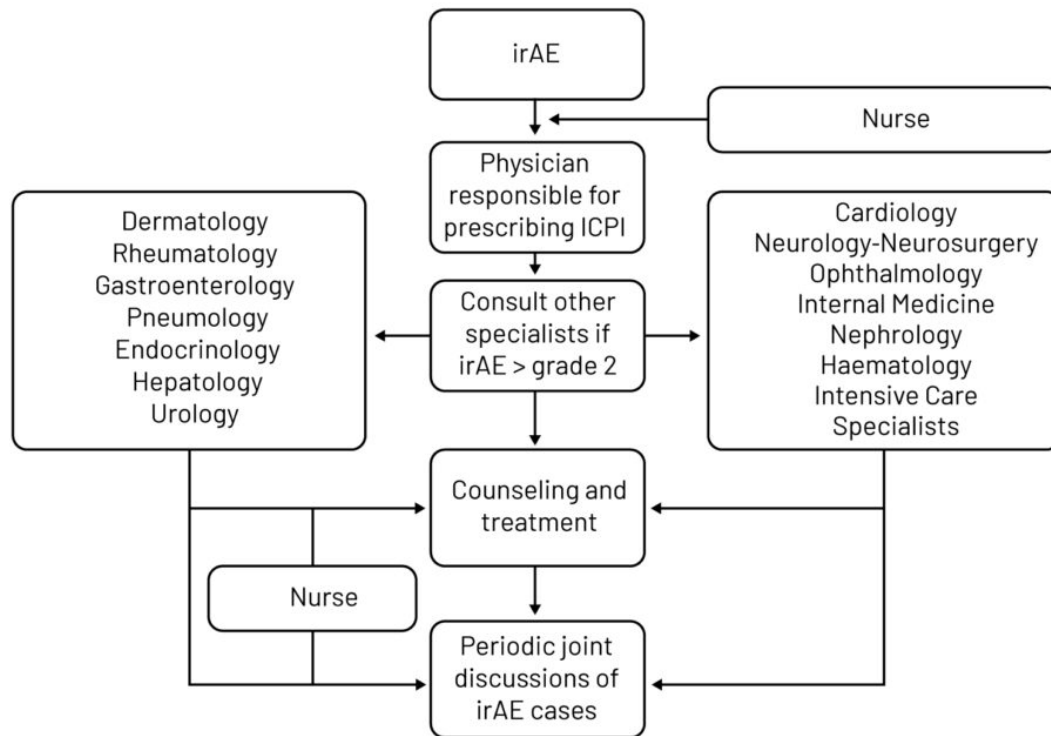 irAE
Nurse
Physician
responsible for
prescribing ICPI
Dermatology
Rheumatology
Gastroenterology
Pneumology
Endocrinology
Hepatology
Urology
Consult other
specialists if
irAE > grade 2
Cardiology
Neurology-Neurosurgery
Ophthalmology
Internal Medicine
Nephrology
Haematology
Intensive Care
Specialists
Counseling and
treatment
Nurse
Periodic joint
discussions of
irAE cases